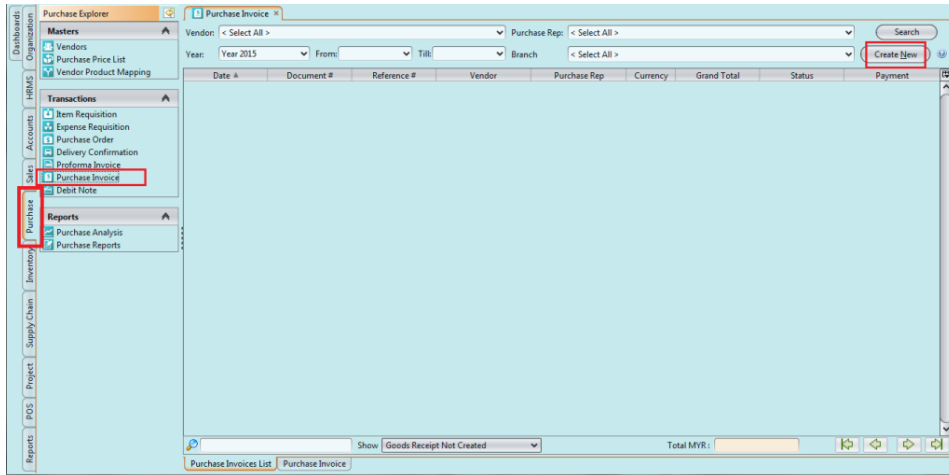 Dashboards
Organization
HRMS
Accounts
Sales
Purchase
Inventory
Supply Chain
Project
POS
Reports
Purchase Explorer
Masters
Vendors
Purchase Price List
Vendor Product Mapping
Transactions
Item Requisition
Expense Requisition
Purchase Order
Delivery Confirmation
Proforma Invoice
Purchase Invoice
Debit Note
Reports
Purchase Analysis
Purchase Reports
Purchase Invoice ×
Vendor: < Select All > Purchase Rep: < Select All > Search
Year: Year 2015 From: Till: Branch < Select All > Create New
Date Document # Reference # Vendor Purchase Rep Currency Grand Total Status Payment
Show Goods Receipt Not Created Total MYR :
Purchase Invoices List Purchase Invoice